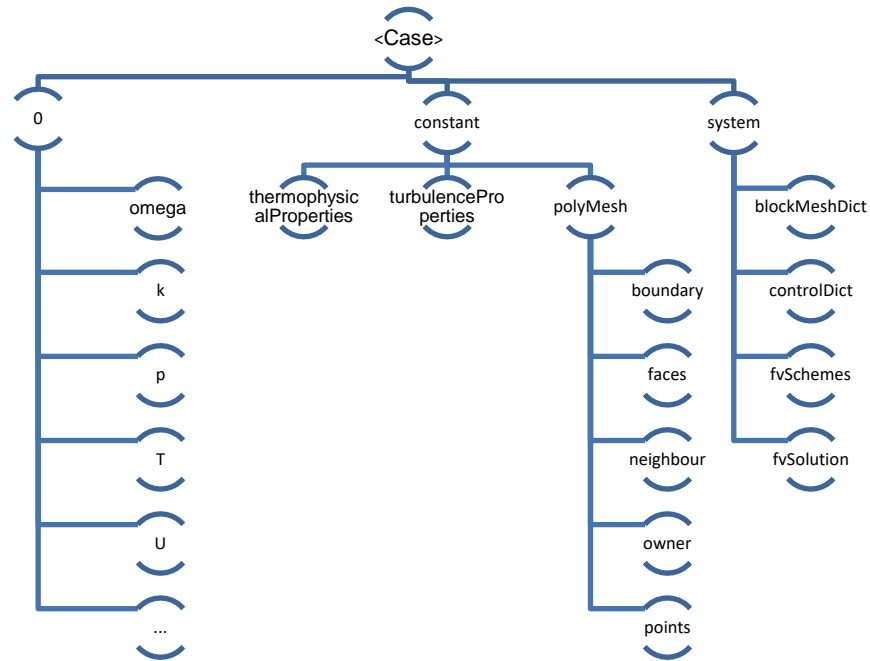 <Case>
0
constant
system
omega
k
p
T
U
...
thermophysic
alProperties
turbulencePro
perties
polyMesh
boundary
faces
neighbour
owner
points
blockMeshDict
controlDict
fvSchemes
fvSolution